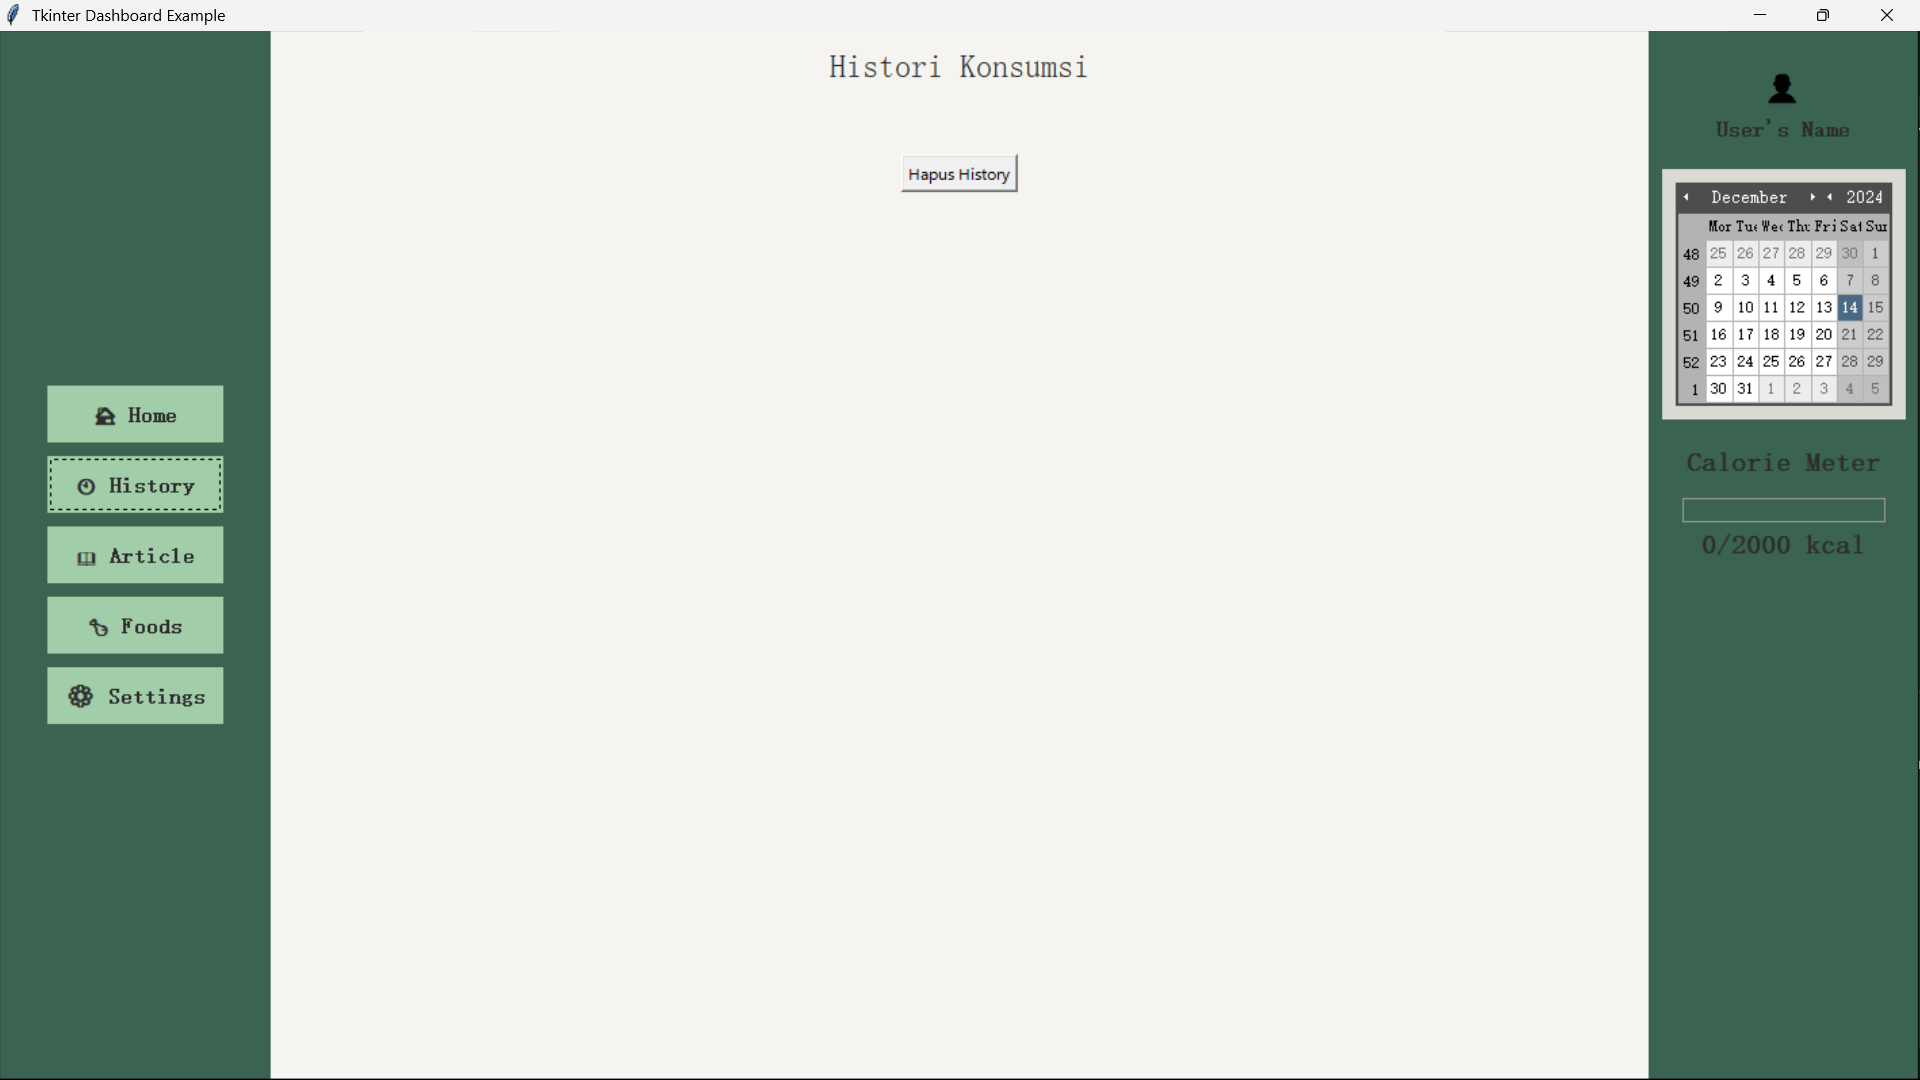 Tkinter Dashboard Example
Histori Konsumsi
Hapus History
Home
History
Article
Foods
Settings
User's Name
December 2024
Mor Tue Wed Thu Fri Sat Sun
48 25 26 27 28 29 30 1
49 2 3 4 5 6 7 8
50 9 10 11 12 13 14 15
51 16 17 18 19 20 21 22
52 23 24 25 26 27 28 29
1 30 31 1 2 3 4 5
Calorie Meter
0/2000 kcal